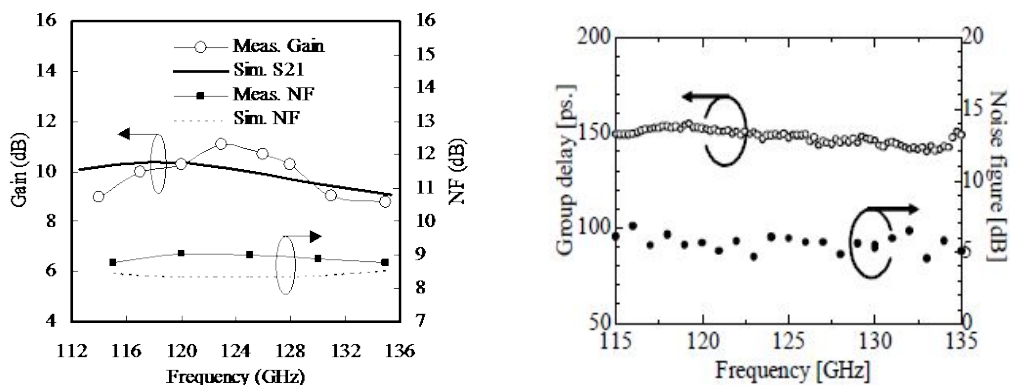 16
14
12
10
8
6
4
Gain (dB)
Meas. Gain
Sim. S21
Meas. NF
Sim. NF
16
15
14
13
12
11
10
9
8
7
NF (dB)
112 116 120 124 128 131 136
Frequency (GHz)
200
150
100
50
Group delay [ps.]
20
15
10
5
0
Noise figure [dB]
115 120 125 130 135
Frequency [GHz]